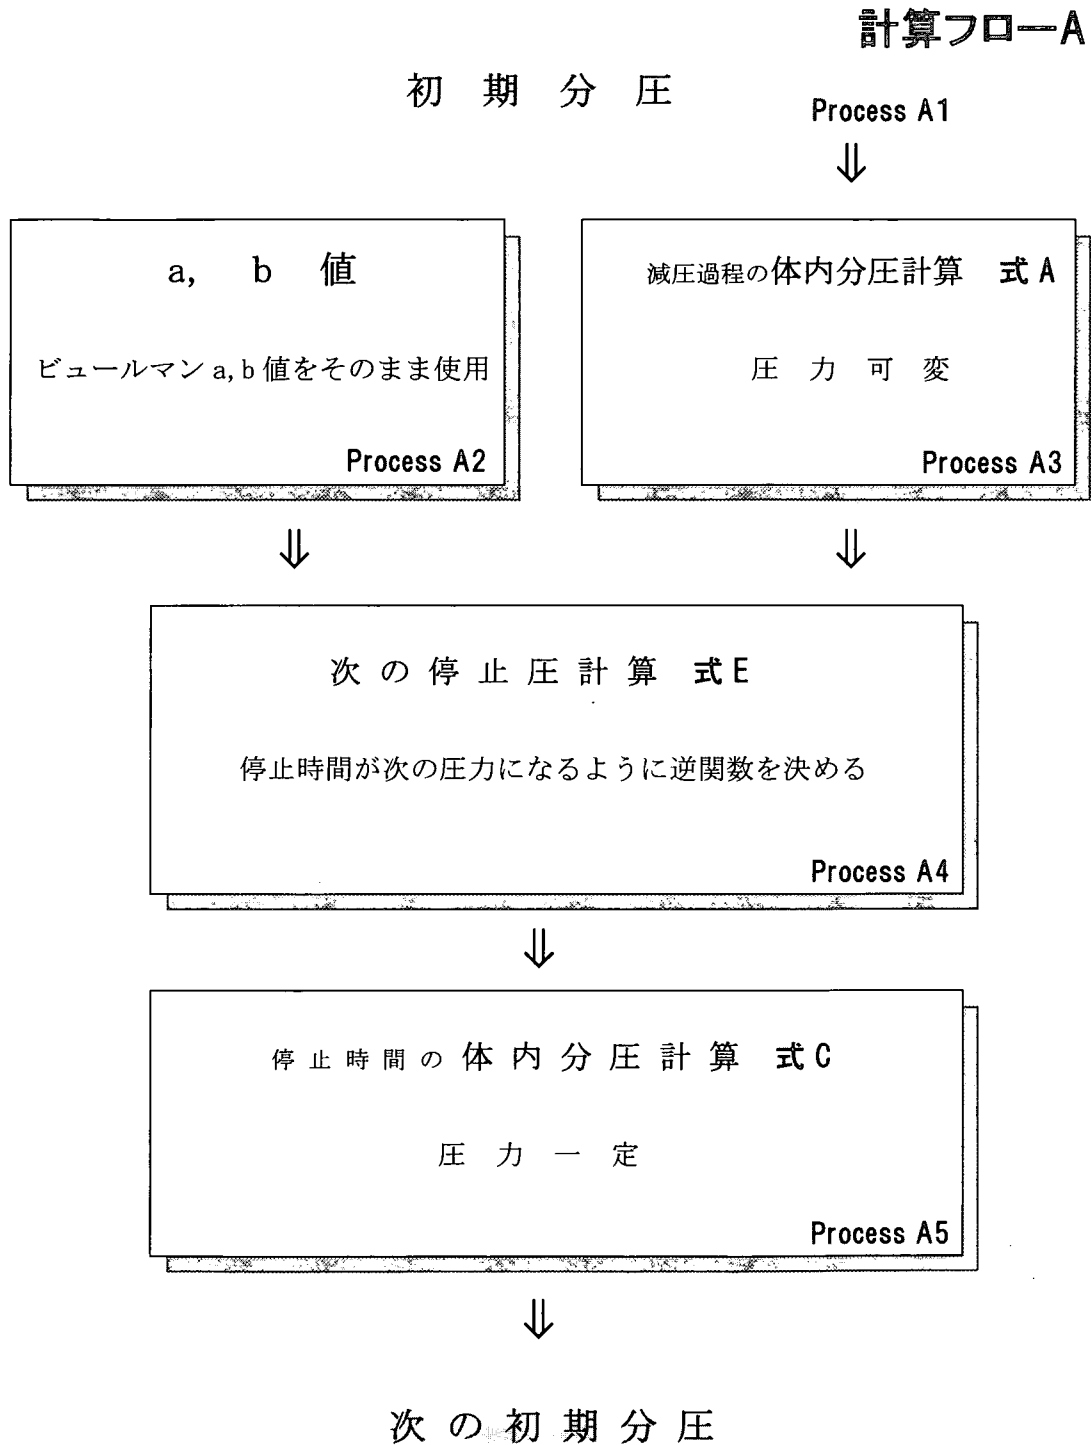 計算フローA
初期分圧
Process A1
⇓
a, b 値
ビュールマン a, b 値をそのまま使用
Process A2
減圧過程の体内分圧計算 式A
圧力可変
Process A3
⇓ ⇓
次の停止圧計算 式E
停止時間が次の圧力になるように逆関数を決める
Process A4
⇓
停止時間の体内分圧計算 式C
圧力一定
Process A5
⇓
次の初期分圧